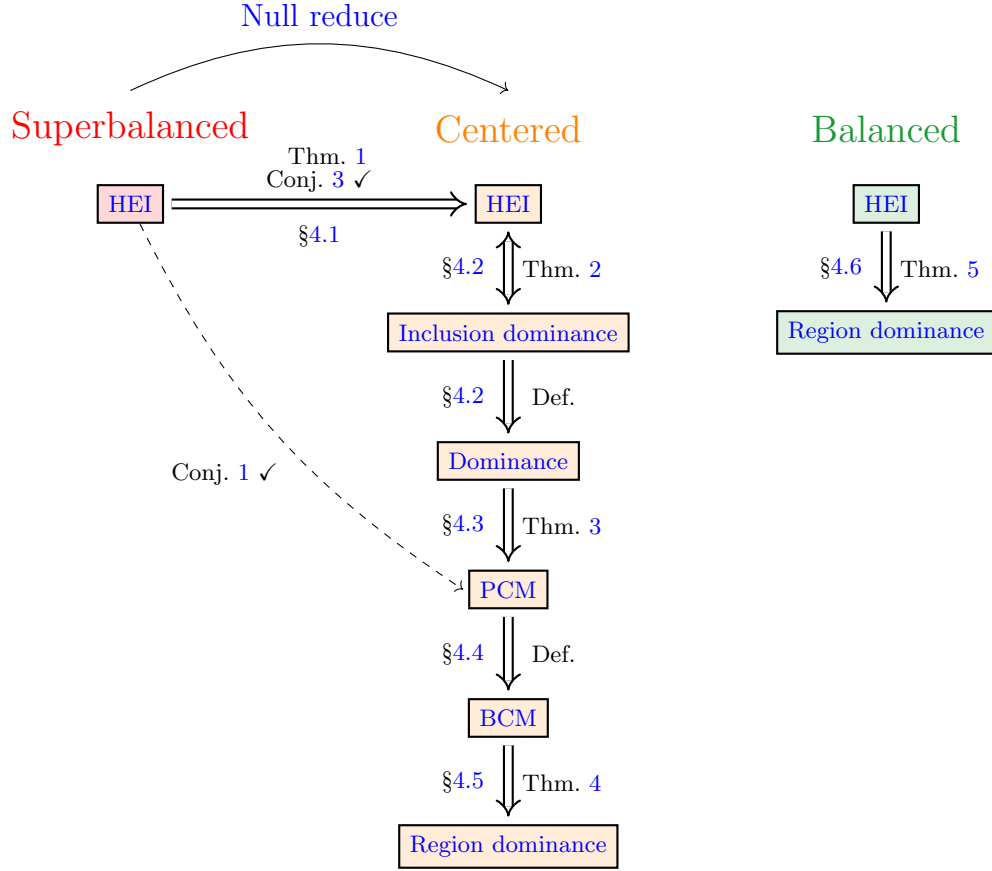 Null reduce
Superbalanced
Centered
Balanced
Thm. 1
Conj. 3 ✓
HEI
HEI
HEI
§4.1
§4.2
Thm. 2
§4.6
Thm. 5
Inclusion dominance
Region dominance
§4.2
Def.
Dominance
Conj. 1 ✓
§4.3
Thm. 3
PCM
§4.4
Def.
BCM
§4.5
Thm. 4
Region dominance